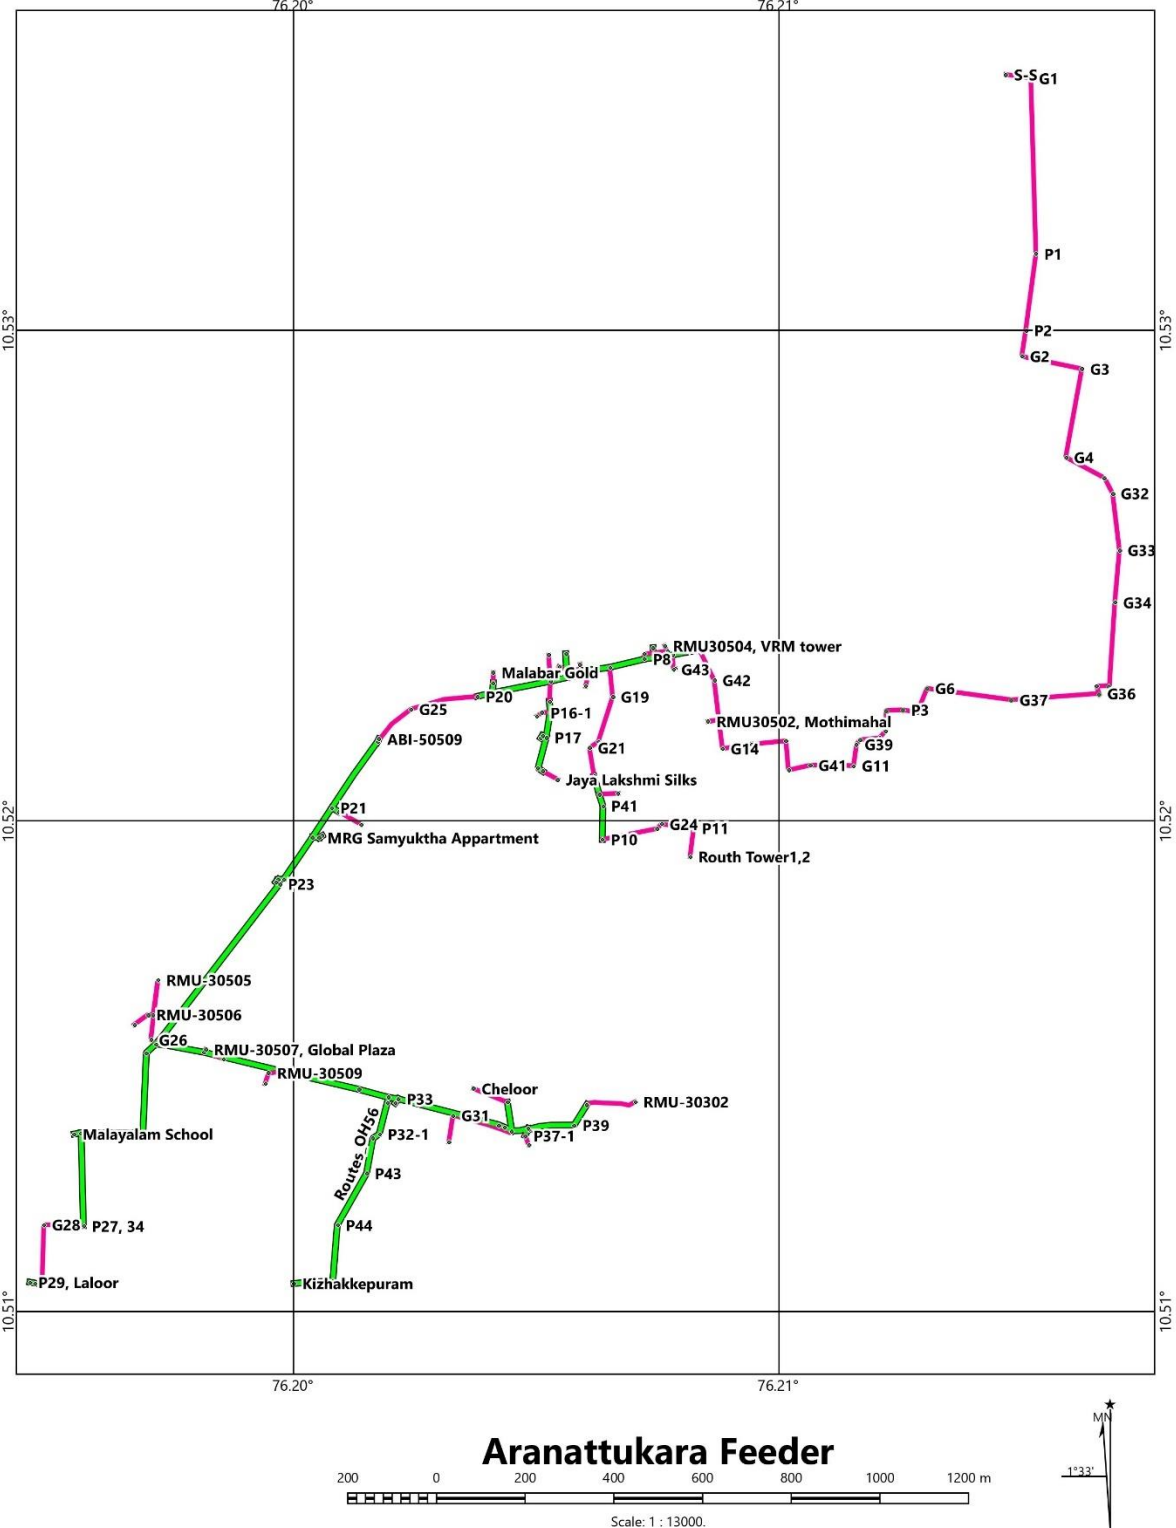 76.20°
76.21°
S-S
G1
P1
10.53°
P2
10.53°
G2
G3
G4
G32
G33
G34
RMU30504, VRM tower
P8
Malabar Gold
G43
G42
G6
G36
P20
G19
G37
G25
P16-1
P3
RMU30502, Mothimahal
P17
ABI-50509
G21
G14
G39
G41
G11
Jaya Lakshmi Silks
P21
P41
10.52°
G24
P11
10.52°
MRG Samyuktha Appartment
P10
Routh Tower1,2
P23
RMU-30505
RMU-30506
G26
RMU-30507, Global Plaza
RMU-30509
Cheloor
P33
RMU-30302
G31
P39
Routes_OH56
P32-1
P37-1
Malayalam School
P43
G28
P27, 34
P44
P29, Laloor
Kizhakkepuram
10.51°
10.51°
76.20°
76.21°
MN
1°33'
Aranattukara Feeder
200 0 200 400 600 800 1000 1200 m
Scale: 1 : 13000.